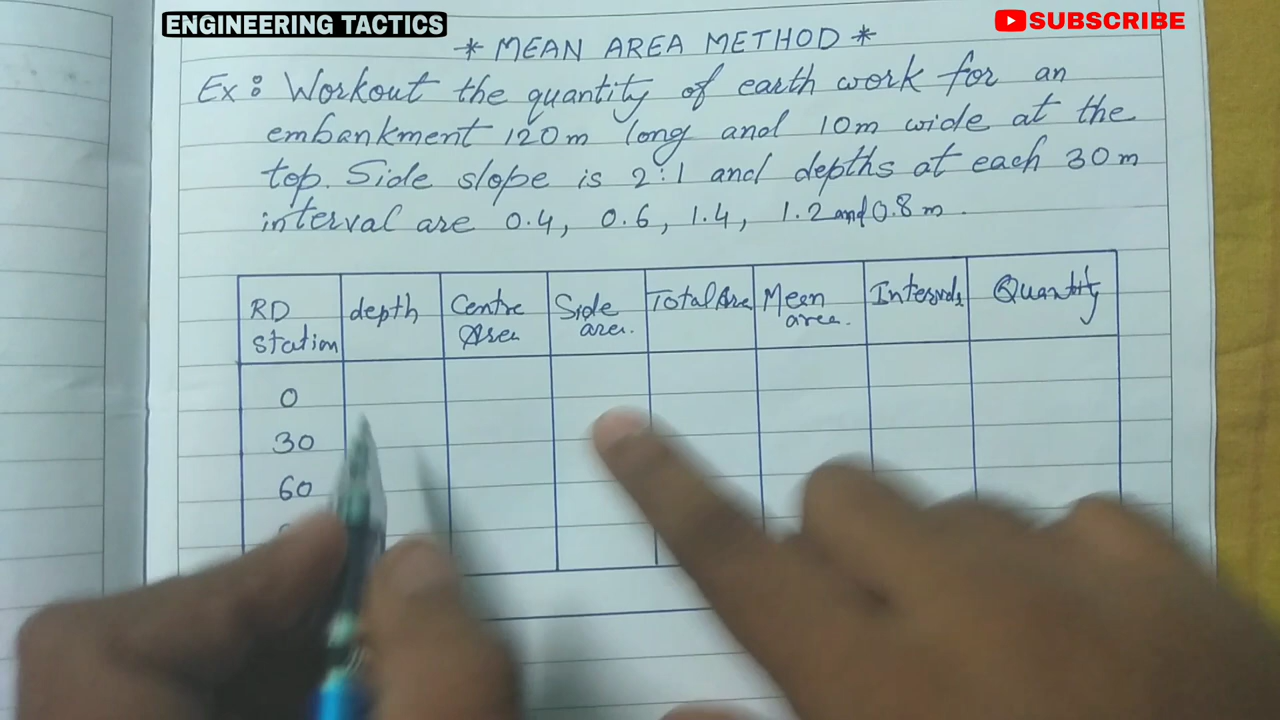 ENGINEERING TACTICS
SUBSCRIBE
* MEAN AREA METHOD *
Ex: Workout the quantity of earth work for an
embankment 120m long and 10m wide at the
top. Side slope is 2:1 and depths at each 30m
interval are 0.4, 0.6, 1.4, 1.2 and 0.8 m.
RD station depth Centre Area Side area. Total Are Mean area. Intervals Quantity
0
30
60